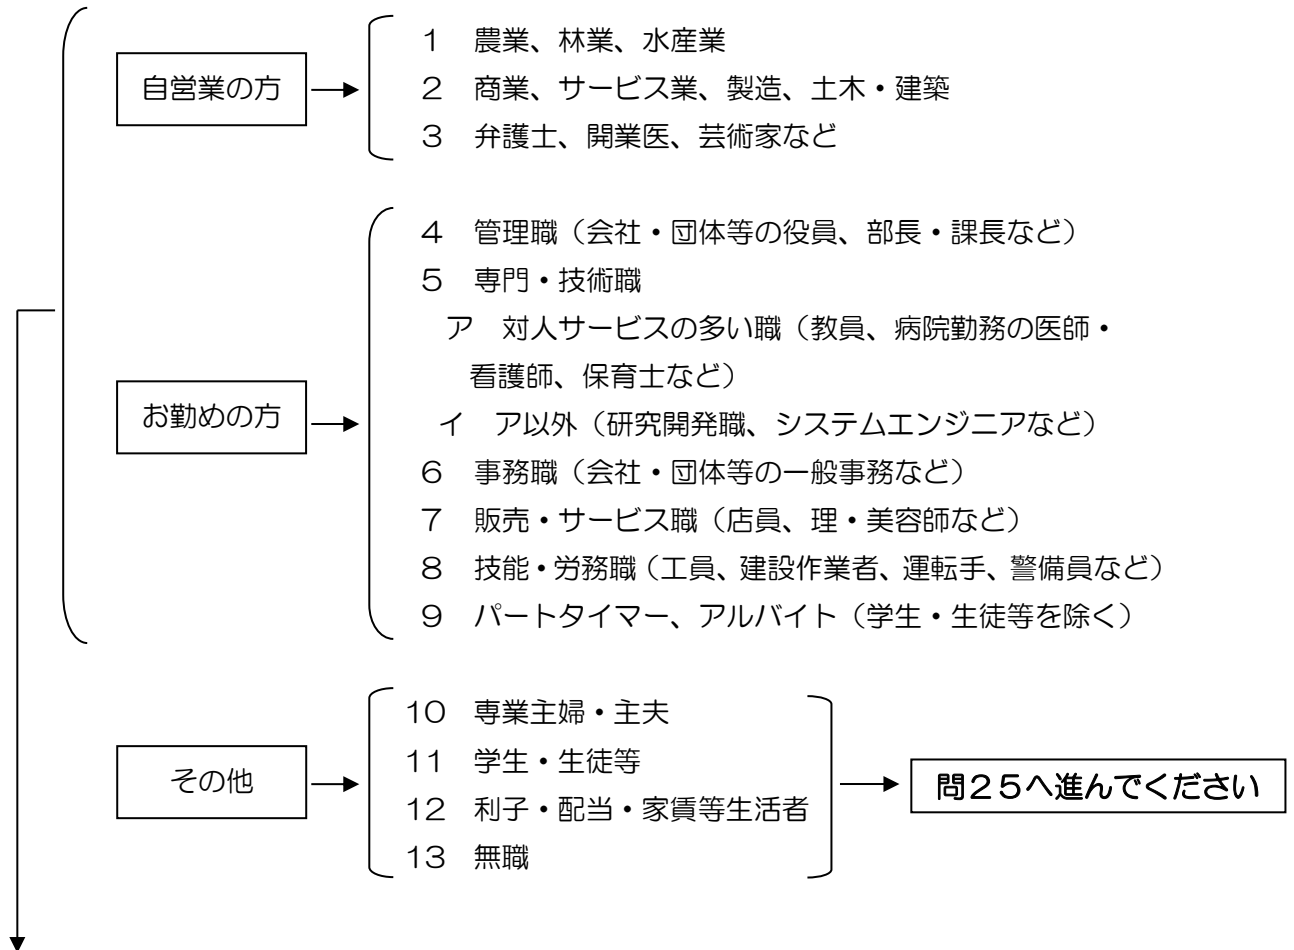 自営業の方
１　農業、林業、水産業
２　商業、サービス業、製造、土木・建築
３　弁護士、開業医、芸術家など
お勤めの方
４　管理職（会社・団体等の役員、部長・課長など）
５　専門・技術職
ア　対人サービスの多い職（教員、病院勤務の医師・
看護師、保育士など）
イ　ア以外（研究開発職、システムエンジニアなど）
６　事務職（会社・団体等の一般事務など）
７　販売・サービス職（店員、理・美容師など）
８　技能・労務職（工員、建設作業者、運転手、警備員など）
９　パートタイマー、アルバイト（学生・生徒等を除く）
その他
10　専業主婦・主夫
11　学生・生徒等
12　利子・配当・家賃等生活者
13　無職
問２５へ進んでください